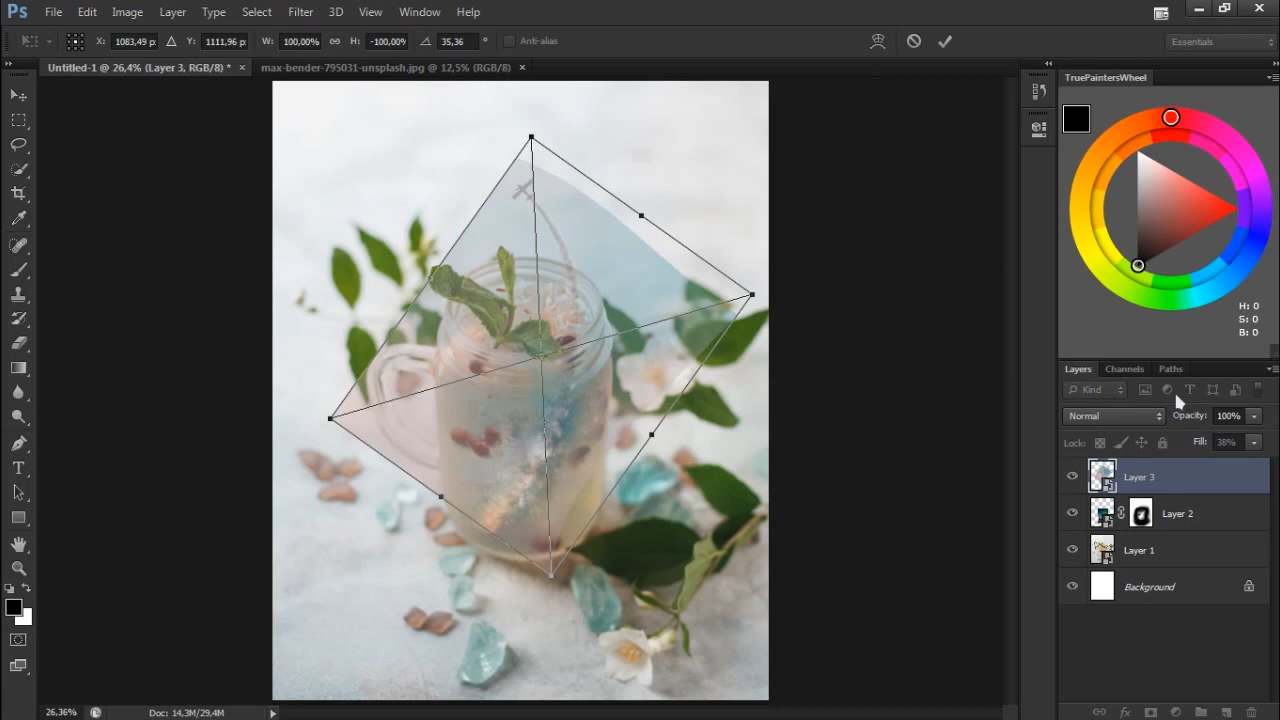 Ps File Edit Image Layer Type Select Filter 3D View Window Help
X: 1083,49 p: Y: 1111,96 p: W: 100,00% H: -100,00% 35,36 ° Anti-alias Essentials
Untitled-1 @ 26,4% (Layer 3, RGB/8) * × max-bender-795031-unsplash.jpg @ 12,5% (RGB/8) ×
TruePaintersWheel
H: 0
S: 0
B: 0
Layers Channels Paths
Kind
Normal Opacity: 100%
Lock: Fill: 38%
Layer 3
Layer 2
Layer 1
Background
26,36% Doc: 14,3M/29,4M